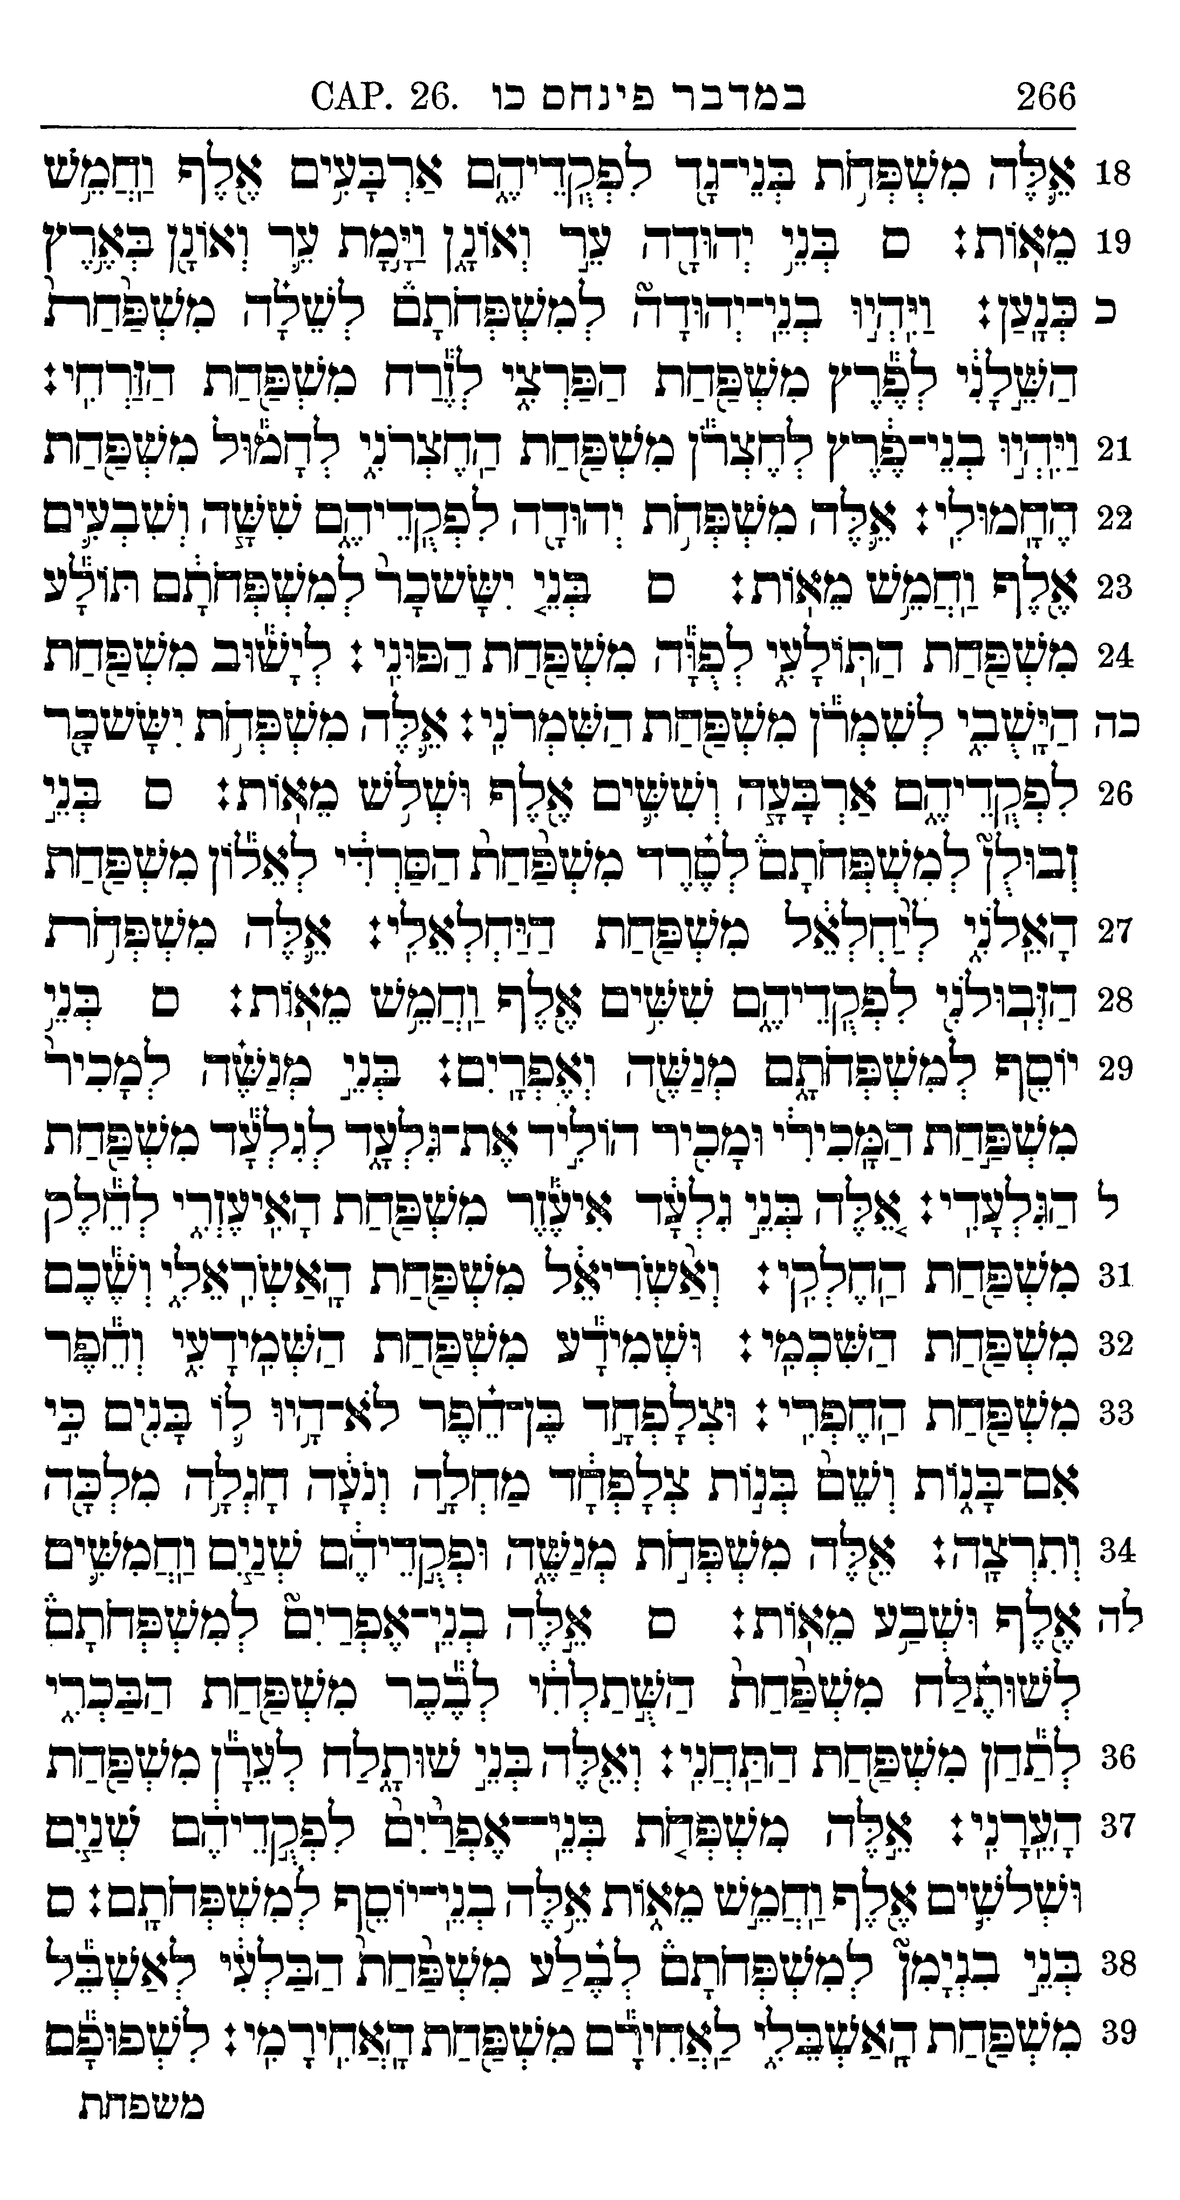 266 במדבר פינחס כו CAP. 26.
18 אֵ֛לֶּה מִשְׁפְּחֹ֥ת בְּנֵֽי־גָ֖ד לִפְקֻדֵיהֶ֑ם אַרְבָּעִ֥ים אֶ֖לֶף וַחֲמֵ֥שׁ
19 מֵאֽוֹת׃ ס בְּנֵ֥י יְהוּדָ֖ה עֵ֣ר וְאוֹנָ֑ן וַיָּ֥מָת עֵ֛ר וְאוֹנָ֖ן בְּאֶ֥רֶץ
כ כְּנָֽעַן׃ וַיִּֽהְי֣וּ בְנֵי־יְהוּדָה֮ לְמִשְׁפְּחֹתָם֒ לְשֵׁלָ֗ה מִשְׁפַּ֙חַת֙
הַשֵּׁ֣לָנִ֔י לְפֶ֕רֶץ מִשְׁפַּ֖חַת הַפַּרְצִ֑י לְזֶ֕רַח מִשְׁפַּ֖חַת הַזַּרְחִֽי׃
21 וַיִּֽהְי֣וּ בְנֵי־פֶ֔רֶץ לְחֶצְרֹ֕ן מִשְׁפַּ֖חַת הַֽחֶצְרֹנִ֑י לְחָמ֕וּל מִשְׁפַּ֖חַת
22 הֶחָֽמוּלִֽי׃ אֵ֛לֶּה מִשְׁפְּחֹ֥ת יְהוּדָ֖ה לִפְקֻדֵיהֶ֑ם שִׁשָּׁ֧ה וְשִׁבְעִ֛ים
23 אֶ֖לֶף וַחֲמֵ֥שׁ מֵאֽוֹת׃ ס בְּנֵ֤י יִשָּׂשכָר֙ לְמִשְׁפְּחֹתָ֔ם תּוֹלָ֕ע
24 מִשְׁפַּ֖חַת הַתּֽוֹלָעִ֑י לְפֻוָ֕ה מִשְׁפַּ֖חַת הַפּוּנִֽי׃ לְיָשׁ֕וּב מִשְׁפַּ֖חַת
כה הַיָּשֻׁבִ֑י לְשִׁמְרֹ֕ן מִשְׁפַּ֖חַת הַשִּׁמְרֹנִֽי׃ אֵ֛לֶּה מִשְׁפְּחֹ֥ת יִשָּׂשכָ֖ר
26 לִפְקֻדֵיהֶ֑ם אַרְבָּעָ֧ה וְשִׁשִּׁ֛ים אֶ֖לֶף וּשְׁלֹ֥שׁ מֵאֽוֹת׃ ס בְּנֵ֣י
זְבוּלֻן֮ לְמִשְׁפְּחֹתָם֒ לְסֶ֗רֶד מִשְׁפַּ֙חַת֙ הַסַּרְדִּ֔י לְאֵל֕וֹן מִשְׁפַּ֖חַת
27 הָאֵֽלֹנִ֑י לְיַ֨חְלְאֵ֔ל מִשְׁפַּ֖חַת הַיַּחְלְאֵלִֽי׃ אֵ֛לֶּה מִשְׁפְּחֹ֥ת
28 הַזְּבֽוּלֹנִ֖י לִפְקֻדֵיהֶ֑ם שִׁשִּׁ֥ים אֶ֖לֶף וַחֲמֵ֥שׁ מֵאֽוֹת׃ ס בְּנֵ֥י
29 יוֹסֵ֖ף לְמִשְׁפְּחֹתָ֑ם מְנַשֶּׁ֖ה וְאֶפְרָֽיִם׃ בְּנֵ֣י מְנַשֶּׁ֗ה לְמָכִיר֙
מִשְׁפַּ֣חַת הַמָּֽכִירִ֔י וּמָכִ֖יר הוֹלִ֣יד אֶת־גִּלְעָ֑ד לְגִלְעָ֕ד מִשְׁפַּ֖חַת
ל הַגִּלְעָדִֽי׃ אֵ֚לֶּה בְּנֵ֣י גִלְעָ֔ד אִיעֶ֕זֶר מִשְׁפַּ֖חַת הָאִֽיעֶזְרִ֑י לְחֵ֕לֶק
31 מִשְׁפַּ֖חַת הַֽחֶלְקִֽי׃ וְאַ֨שְׂרִיאֵ֔ל מִשְׁפַּ֖חַת הָֽאַשְׂרִֽאֵלִ֑י וְשֶׁ֕כֶם
32 מִשְׁפַּ֖חַת הַשִּׁכְמִֽי׃ וּשְׁמִידָ֕ע מִשְׁפַּ֖חַת הַשְּׁמִֽידָעִ֑י וְחֵ֕פֶר
33 מִשְׁפַּ֖חַת הַֽחֶפְרִֽי׃ וּצְלָפְחָ֣ד בֶּן־חֵ֗פֶר לֹא־הָ֥יוּ ל֛וֹ בָּנִ֖ים כִּ֣י
אִם־בָּנ֑וֹת וְשֵׁם֙ בְּנ֣וֹת צְלָפְחָ֔ד מַחְלָ֣ה וְנֹעָ֔ה חָגְלָ֥ה מִלְכָּ֖ה
34 וְתִרְצָֽה׃ אֵ֖לֶּה מִשְׁפְּחֹ֣ת מְנַשֶּׁ֑ה וּפְקֻ֣דֵיהֶ֔ם שְׁנַ֧יִם וַחֲמִשִּׁ֛ים
לה אֶ֖לֶף וּשְׁבַ֥ע מֵאֽוֹת׃ ס אֵ֣לֶּה בְנֵי־אֶפְרַיִם֮ לְמִשְׁפְּחֹתָם֒
לְשׁוּתֶ֗לַח מִשְׁפַּ֙חַת֙ הַשֻּׁ֣תַלְחִ֔י לְבֶ֕כֶר מִשְׁפַּ֖חַת הַבַּכְרִ֑י
36 לְתַ֕חַן מִשְׁפַּ֖חַת הַֽתַּחֲנִֽי׃ וְאֵ֖לֶּה בְּנֵ֣י שׁוּתָ֑לַח לְעֵרָ֕ן מִשְׁפַּ֖חַת
37 הָעֵֽרָנִֽי׃ אֵ֣לֶּה מִשְׁפְּחֹ֤ת בְּנֵֽי־אֶפְרַ֙יִם֙ לִפְקֻ֣דֵיהֶ֔ם שְׁנַ֧יִם
וּשְׁלֹשִׁ֛ים אֶ֖לֶף וַחֲמֵ֣שׁ מֵא֑וֹת אֵ֥לֶּה בְנֵֽי־יוֹסֵ֖ף לְמִשְׁפְּחֹתָֽם׃ ס
38 בְּנֵ֣י בִנְיָמִן֮ לְמִשְׁפְּחֹתָם֒ לְבֶ֗לַע מִשְׁפַּ֙חַת֙ הַבַּלְעִ֔י לְאַשְׁבֵּ֕ל
39 מִשְׁפַּ֖חַת הָֽאַשְׁבֵּלִ֑י לַאֲחִירָ֕ם מִשְׁפַּ֖חַת הָֽאֲחִירָמִֽי׃ לִשְׁפוּפָ֕ם
משפחת